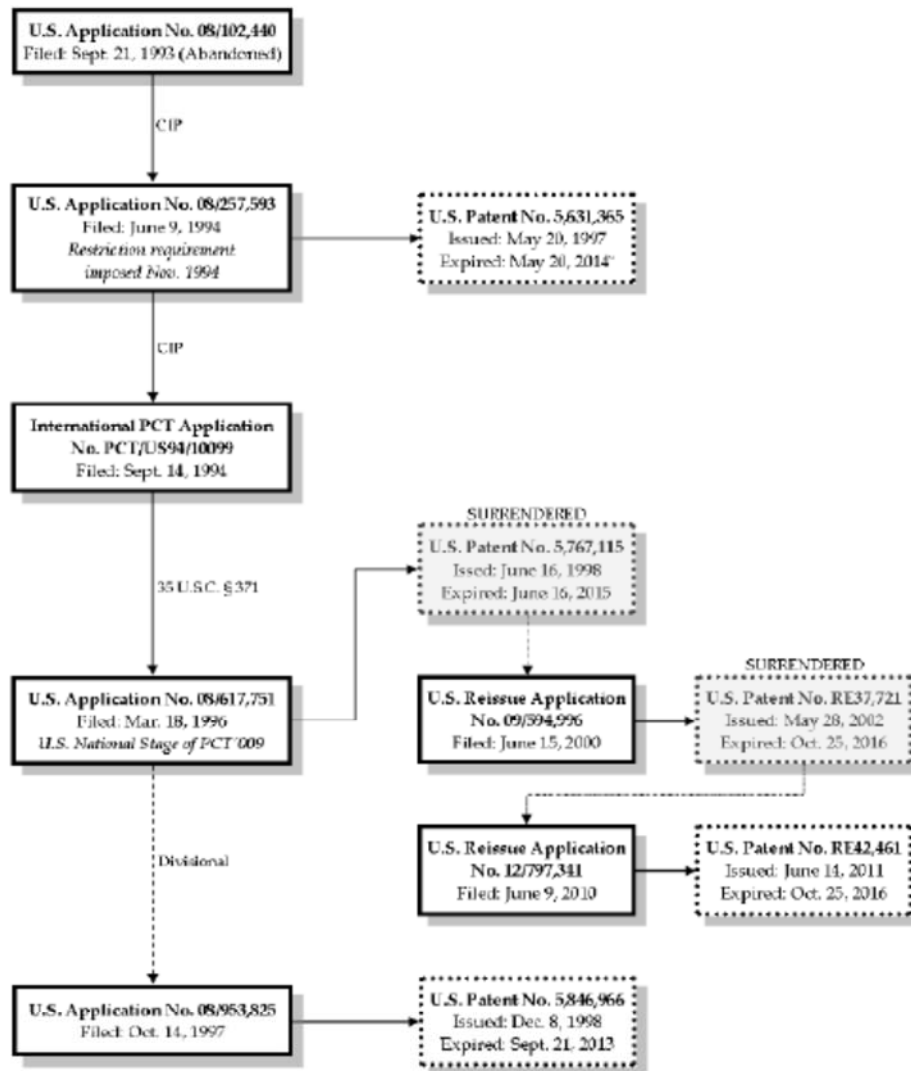 U.S. Application No. 08/102,440
Filed: Sept. 21, 1993 (Abandoned)
CIP
U.S. Application No. 08/257,593
Filed: June 9, 1994
Restriction requirement
imposed Nov. 1994
U.S. Patent No. 5,631,365
Issued: May 20, 1997
Expired: May 20, 2014
CIP
International PCT Application
No. PCT/US94/10099
Filed: Sept. 14, 1994
35 U.S.C. § 371
SURRENDERED
U.S. Patent No. 5,767,115
Issed: June 16, 1998
Expired: June 16, 2015
U.S. Application No. 08/617,751
Filed: Mar. 18, 1996
U.S. National Stage of PCT'009
U.S. Reissue Application
No. 09/594,996
Filed: June 15, 2000
SURRENDERED
U.S. Patent No. RE37,721
Issued: May 28, 2002
Expired: Oct. 25, 2016
Divisional
U.S. Reissue Application
No. 12/797,341
Filed: June 9, 2010
U.S. Patent No. RE42,461
Issued: June 14, 2011
Expired: Oct. 25, 2016
U.S. Application No. 08/953,825
Filed: Oct. 14, 1997
U.S. Patent No. 5,846,966
Issued: Dec. 8, 1998
Expired: Sept. 21, 2013